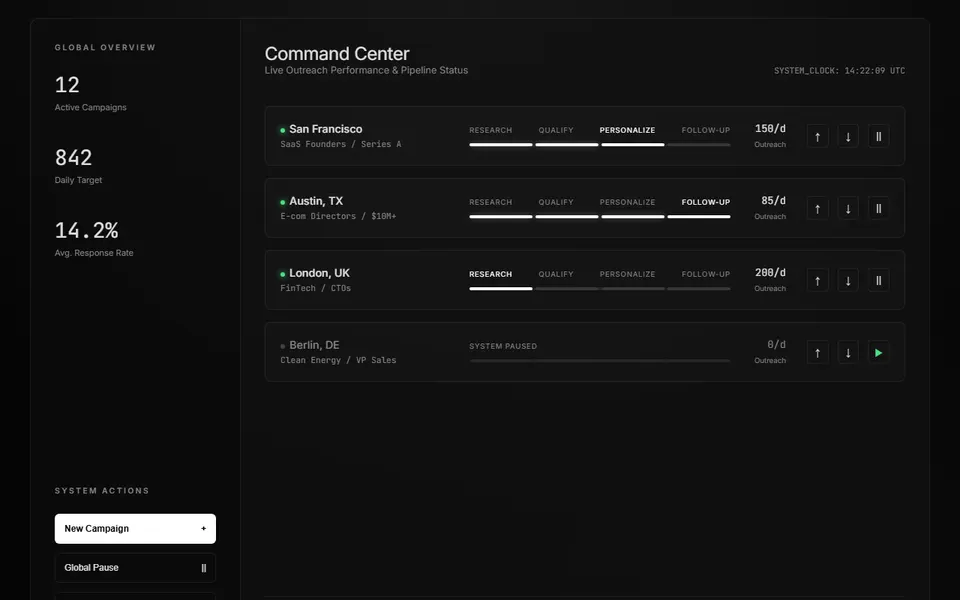 GLOBAL OVERVIEW
12
Active Campaigns
842
Daily Target
14.2%
Avg. Response Rate
SYSTEM ACTIONS
New Campaign +
Global Pause
Command Center
Live Outreach Performance & Pipeline Status
SYSTEM_CLOCK: 14:22:09 UTC
San Francisco
SaaS Founders / Series A
RESEARCH QUALIFY PERSONALIZE FOLLOW-UP
150/d
Outreach
↑ ↓
Austin, TX
E-com Directors / $10M+
RESEARCH QUALIFY PERSONALIZE FOLLOW-UP
85/d
Outreach
↑ ↓
London, UK
FinTech / CTOs
RESEARCH QUALIFY PERSONALIZE FOLLOW-UP
200/d
Outreach
↑ ↓
Berlin, DE
Clean Energy / VP Sales
SYSTEM PAUSED
0/d
Outreach
↑ ↓